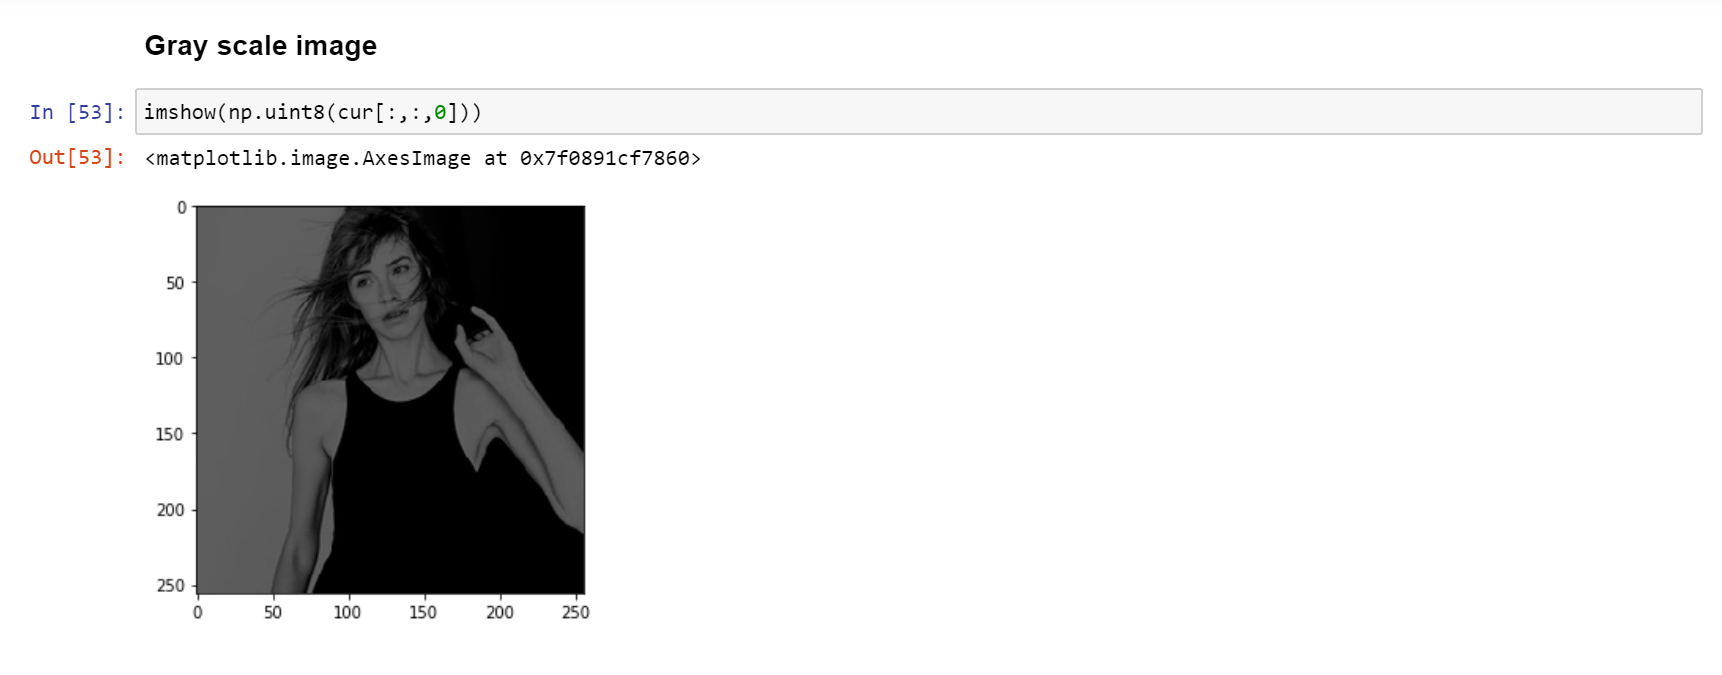 Gray scale image
In [53]: imshow(np.uint8(cur[:,:,0]))
Out[53]: <matplotlib.image.AxesImage at 0x7f0891cf7860>
0
50
100
150
200
250
0 50 100 150 200 250